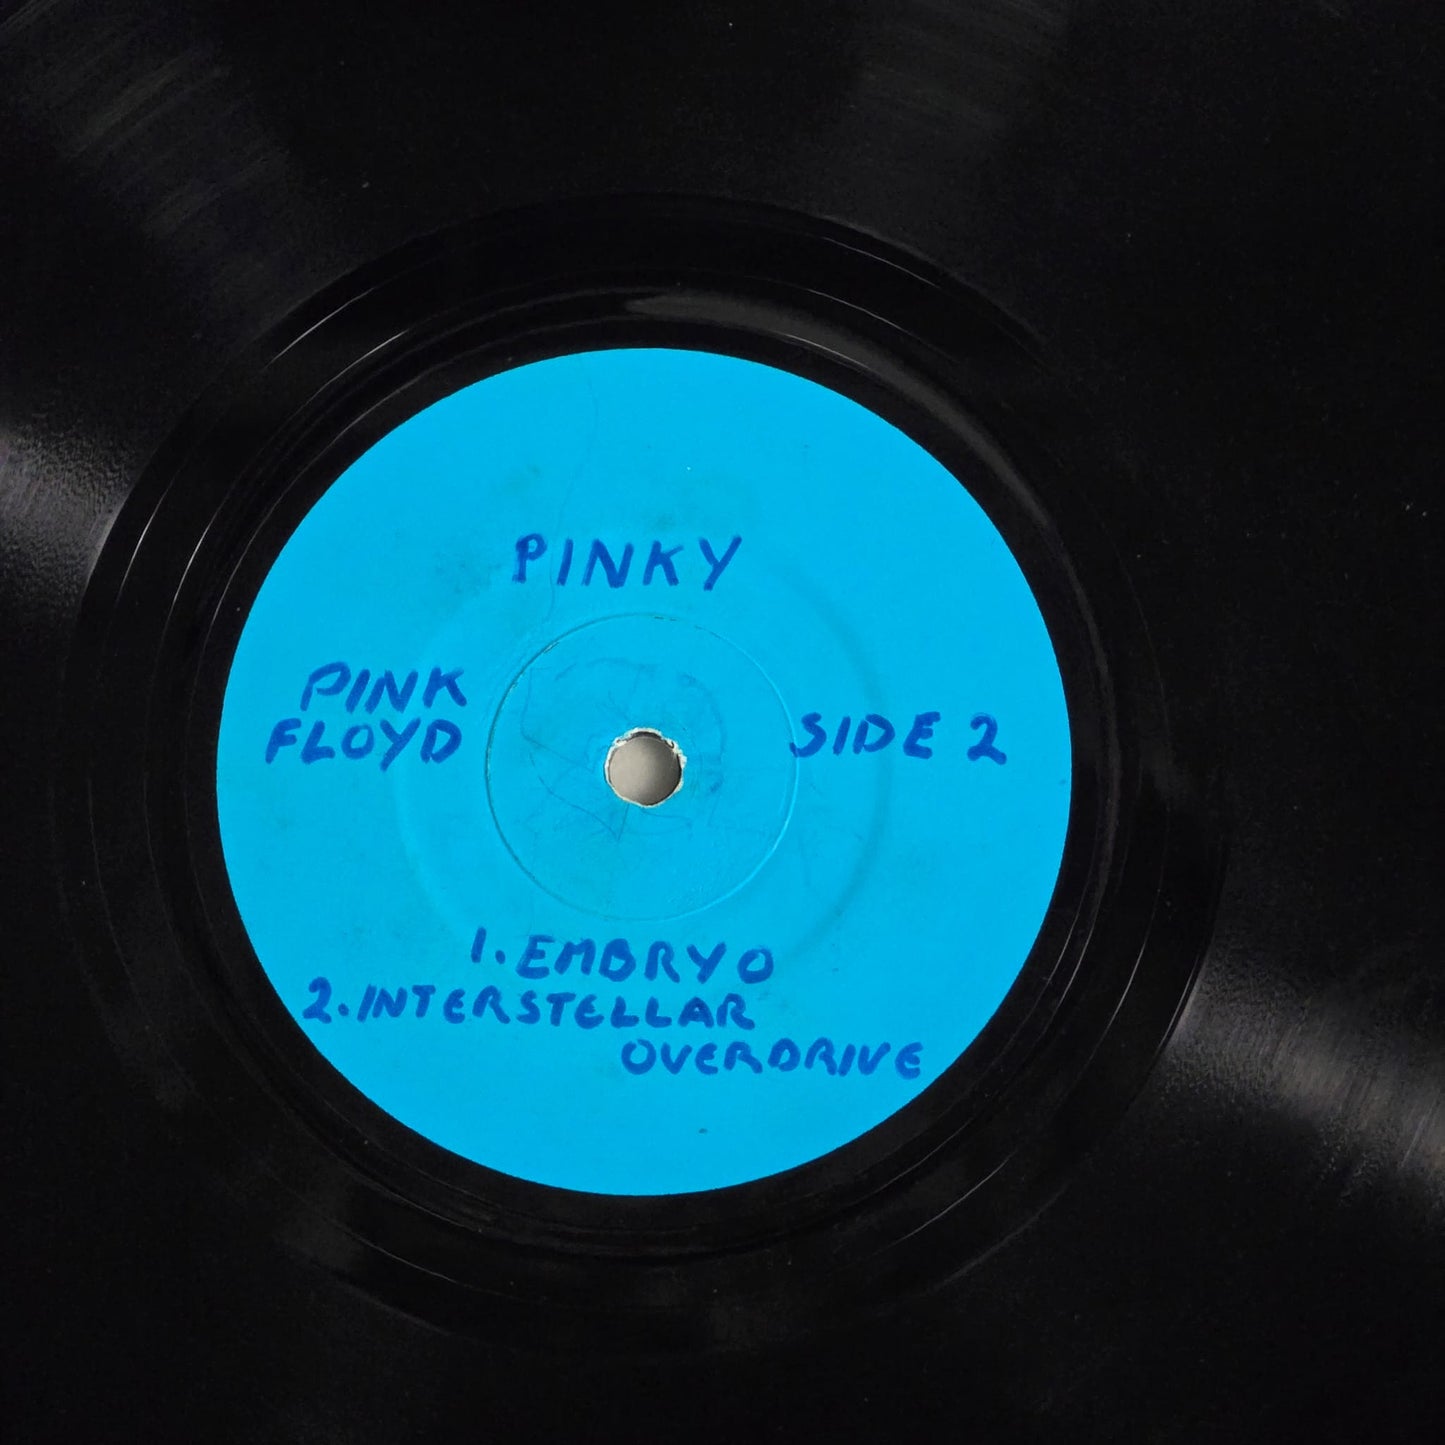 PINKY
PINK
FLOYD
SIDE 2
1. EMBRYO
2. INTERSTELLAR
OVERDRIVE